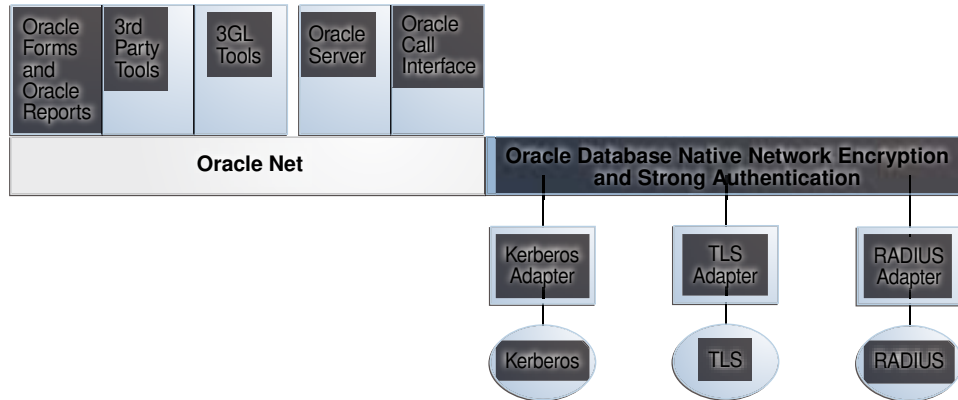 Oracle
Forms
and
Oracle
Reports
3rd
Party
Tools
3GL
Tools
Oracle
Server
Oracle
Call
Interface
Oracle Net
Oracle Database Native Network Encryption
and Strong Authentication
Kerberos
Adapter
TLS
Adapter
RADIUS
Adapter
Kerberos
TLS
RADIUS